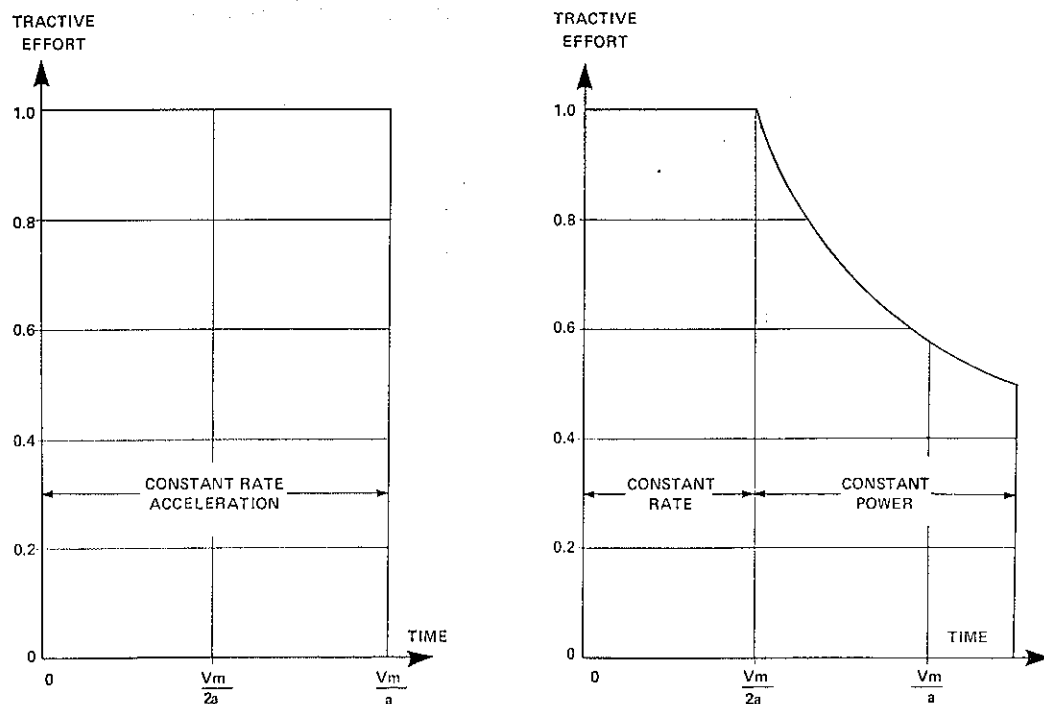 TRACTIVE
EFFORT
1.0
0.8
0.6
0.4
CONSTANT RATE
ACCELERATION
0.2
TIME
0
0
Vm
2a
Vm
a
TRACTIVE
EFFORT
1.0
0.8
0.6
0.4
CONSTANT
RATE
CONSTANT
POWER
0.2
TIME
0
0
Vm
2a
Vm
a